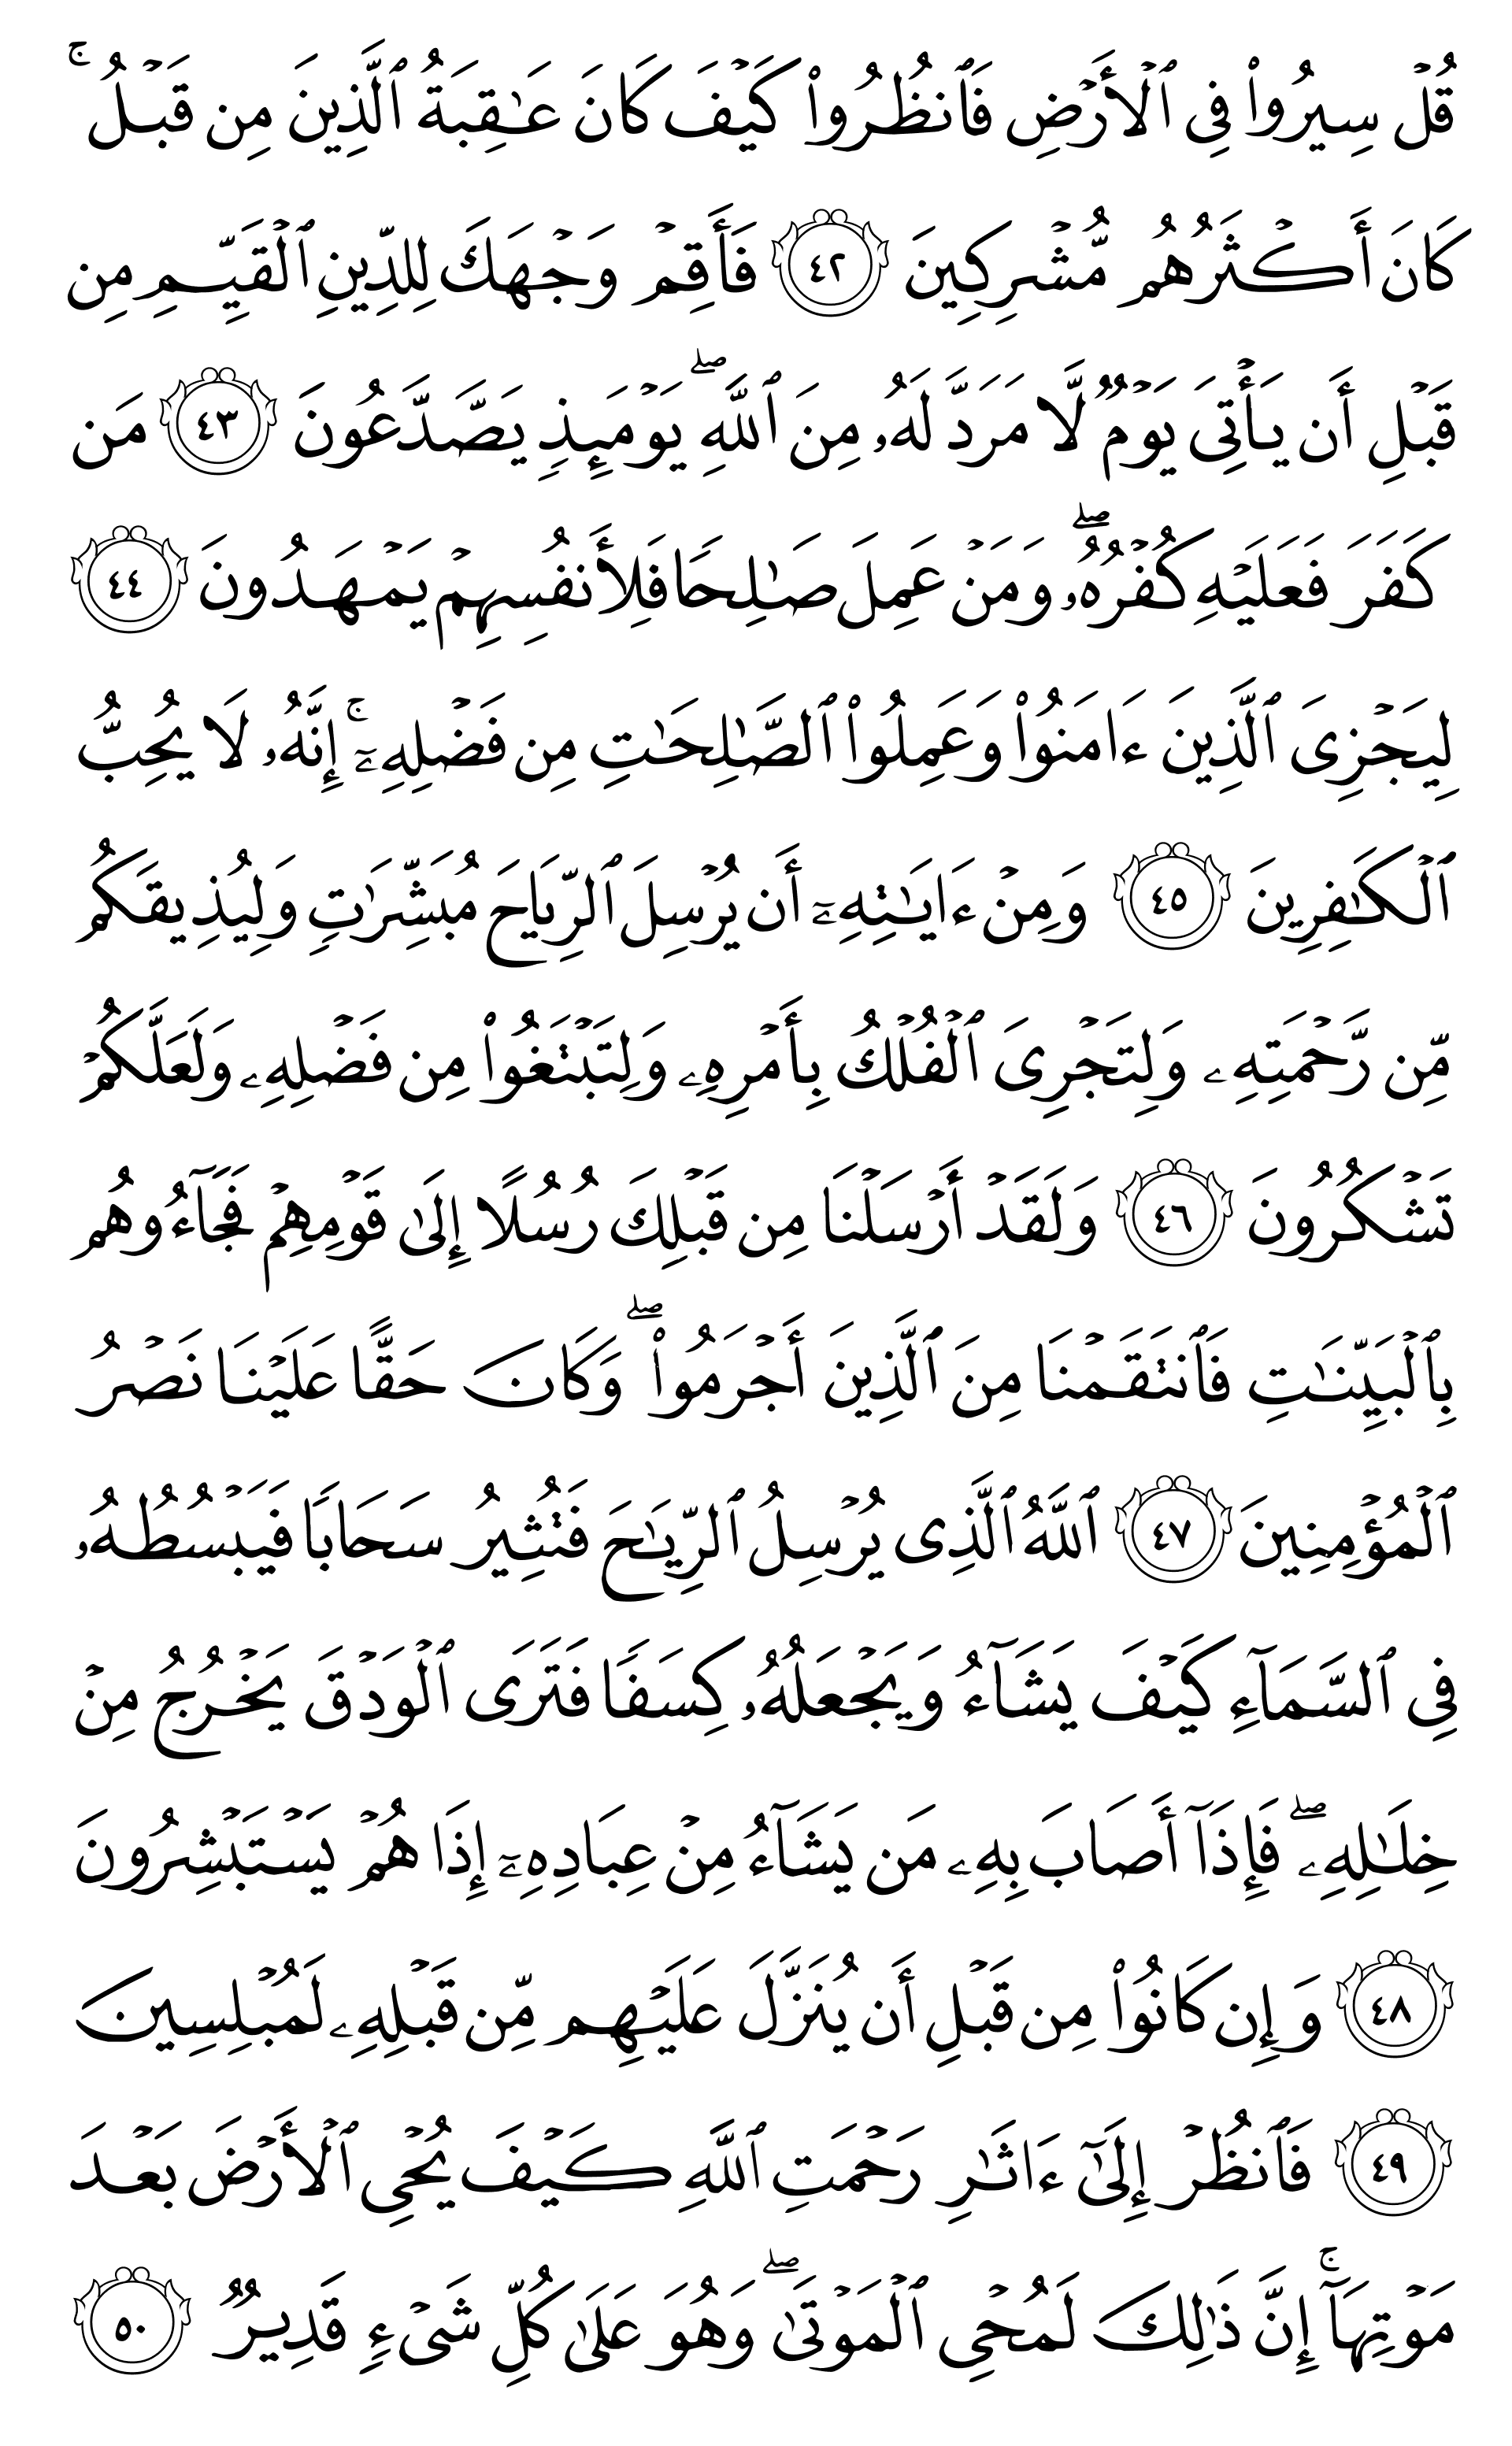 قُلۡ سِيرُواْ فِي ٱلۡأَرۡضِ فَٱنظُرُواْ كَيۡفَ كَانَ عَٰقِبَةُ ٱلَّذِينَ مِن قَبۡلُۚ
كَانَ أَكۡثَرُهُم مُّشۡرِكِينَ ٤٢ فَأَقِمۡ وَجۡهَكَ لِلدِّينِ ٱلۡقَيِّمِ مِن
قَبۡلِ أَن يَأۡتِيَ يَوۡمٞ لَّا مَرَدَّ لَهُۥ مِنَ ٱللَّهِۖ يَوۡمَئِذٖ يَصَّدَّعُونَ ٤٣ مَن
كَفَرَ فَعَلَيۡهِ كُفۡرُهُۥۖ وَمَنۡ عَمِلَ صَٰلِحٗا فَلِأَنفُسِهِمۡ يَمۡهَدُونَ ٤٤
لِيَجۡزِيَ ٱلَّذِينَ ءَامَنُواْ وَعَمِلُواْ ٱلصَّٰلِحَٰتِ مِن فَضۡلِهِۦٓۚ إِنَّهُۥ لَا يُحِبُّ
ٱلۡكَٰفِرِينَ ٤٥ وَمِنۡ ءَايَٰتِهِۦٓ أَن يُرۡسِلَ ٱلرِّيَاحَ مُبَشِّرَٰتٖ وَلِيُذِيقَكُم
مِّن رَّحۡمَتِهِۦ وَلِتَجۡرِيَ ٱلۡفُلۡكُ بِأَمۡرِهِۦ وَلِتَبۡتَغُواْ مِن فَضۡلِهِۦ وَلَعَلَّكُمۡ
تَشۡكُرُونَ ٤٦ وَلَقَدۡ أَرۡسَلۡنَا مِن قَبۡلِكَ رُسُلًا إِلَىٰ قَوۡمِهِمۡ فَجَآءُوهُم
بِٱلۡبَيِّنَٰتِ فَٱنتَقَمۡنَا مِنَ ٱلَّذِينَ أَجۡرَمُواْۖ وَكَانَ حَقًّا عَلَيۡنَا نَصۡرُ
ٱلۡمُؤۡمِنِينَ ٤٧ ٱللَّهُ ٱلَّذِي يُرۡسِلُ ٱلرِّيَٰحَ فَتُثِيرُ سَحَابٗا فَيَبۡسُطُهُۥ
فِي ٱلسَّمَآءِ كَيۡفَ يَشَآءُ وَيَجۡعَلُهُۥ كِسَفٗا فَتَرَى ٱلۡوَدۡقَ يَخۡرُجُ مِنۡ
خِلَٰلِهِۦۖ فَإِذَآ أَصَابَ بِهِۦ مَن يَشَآءُ مِنۡ عِبَادِهِۦٓ إِذَا هُمۡ يَسۡتَبۡشِرُونَ
٤٨ وَإِن كَانُواْ مِن قَبۡلِ أَن يُنَزَّلَ عَلَيۡهِم مِّن قَبۡلِهِۦ لَمُبۡلِسِينَ
٤٩ فَٱنظُرۡ إِلَىٰٓ ءَاثَٰرِ رَحۡمَتِ ٱللَّهِ كَيۡفَ يُحۡيِ ٱلۡأَرۡضَ بَعۡدَ
مَوۡتِهَآۚ إِنَّ ذَٰلِكَ لَمُحۡيِ ٱلۡمَوۡتَىٰۖ وَهُوَ عَلَىٰ كُلِّ شَيۡءٖ قَدِيرٞ ٥٠